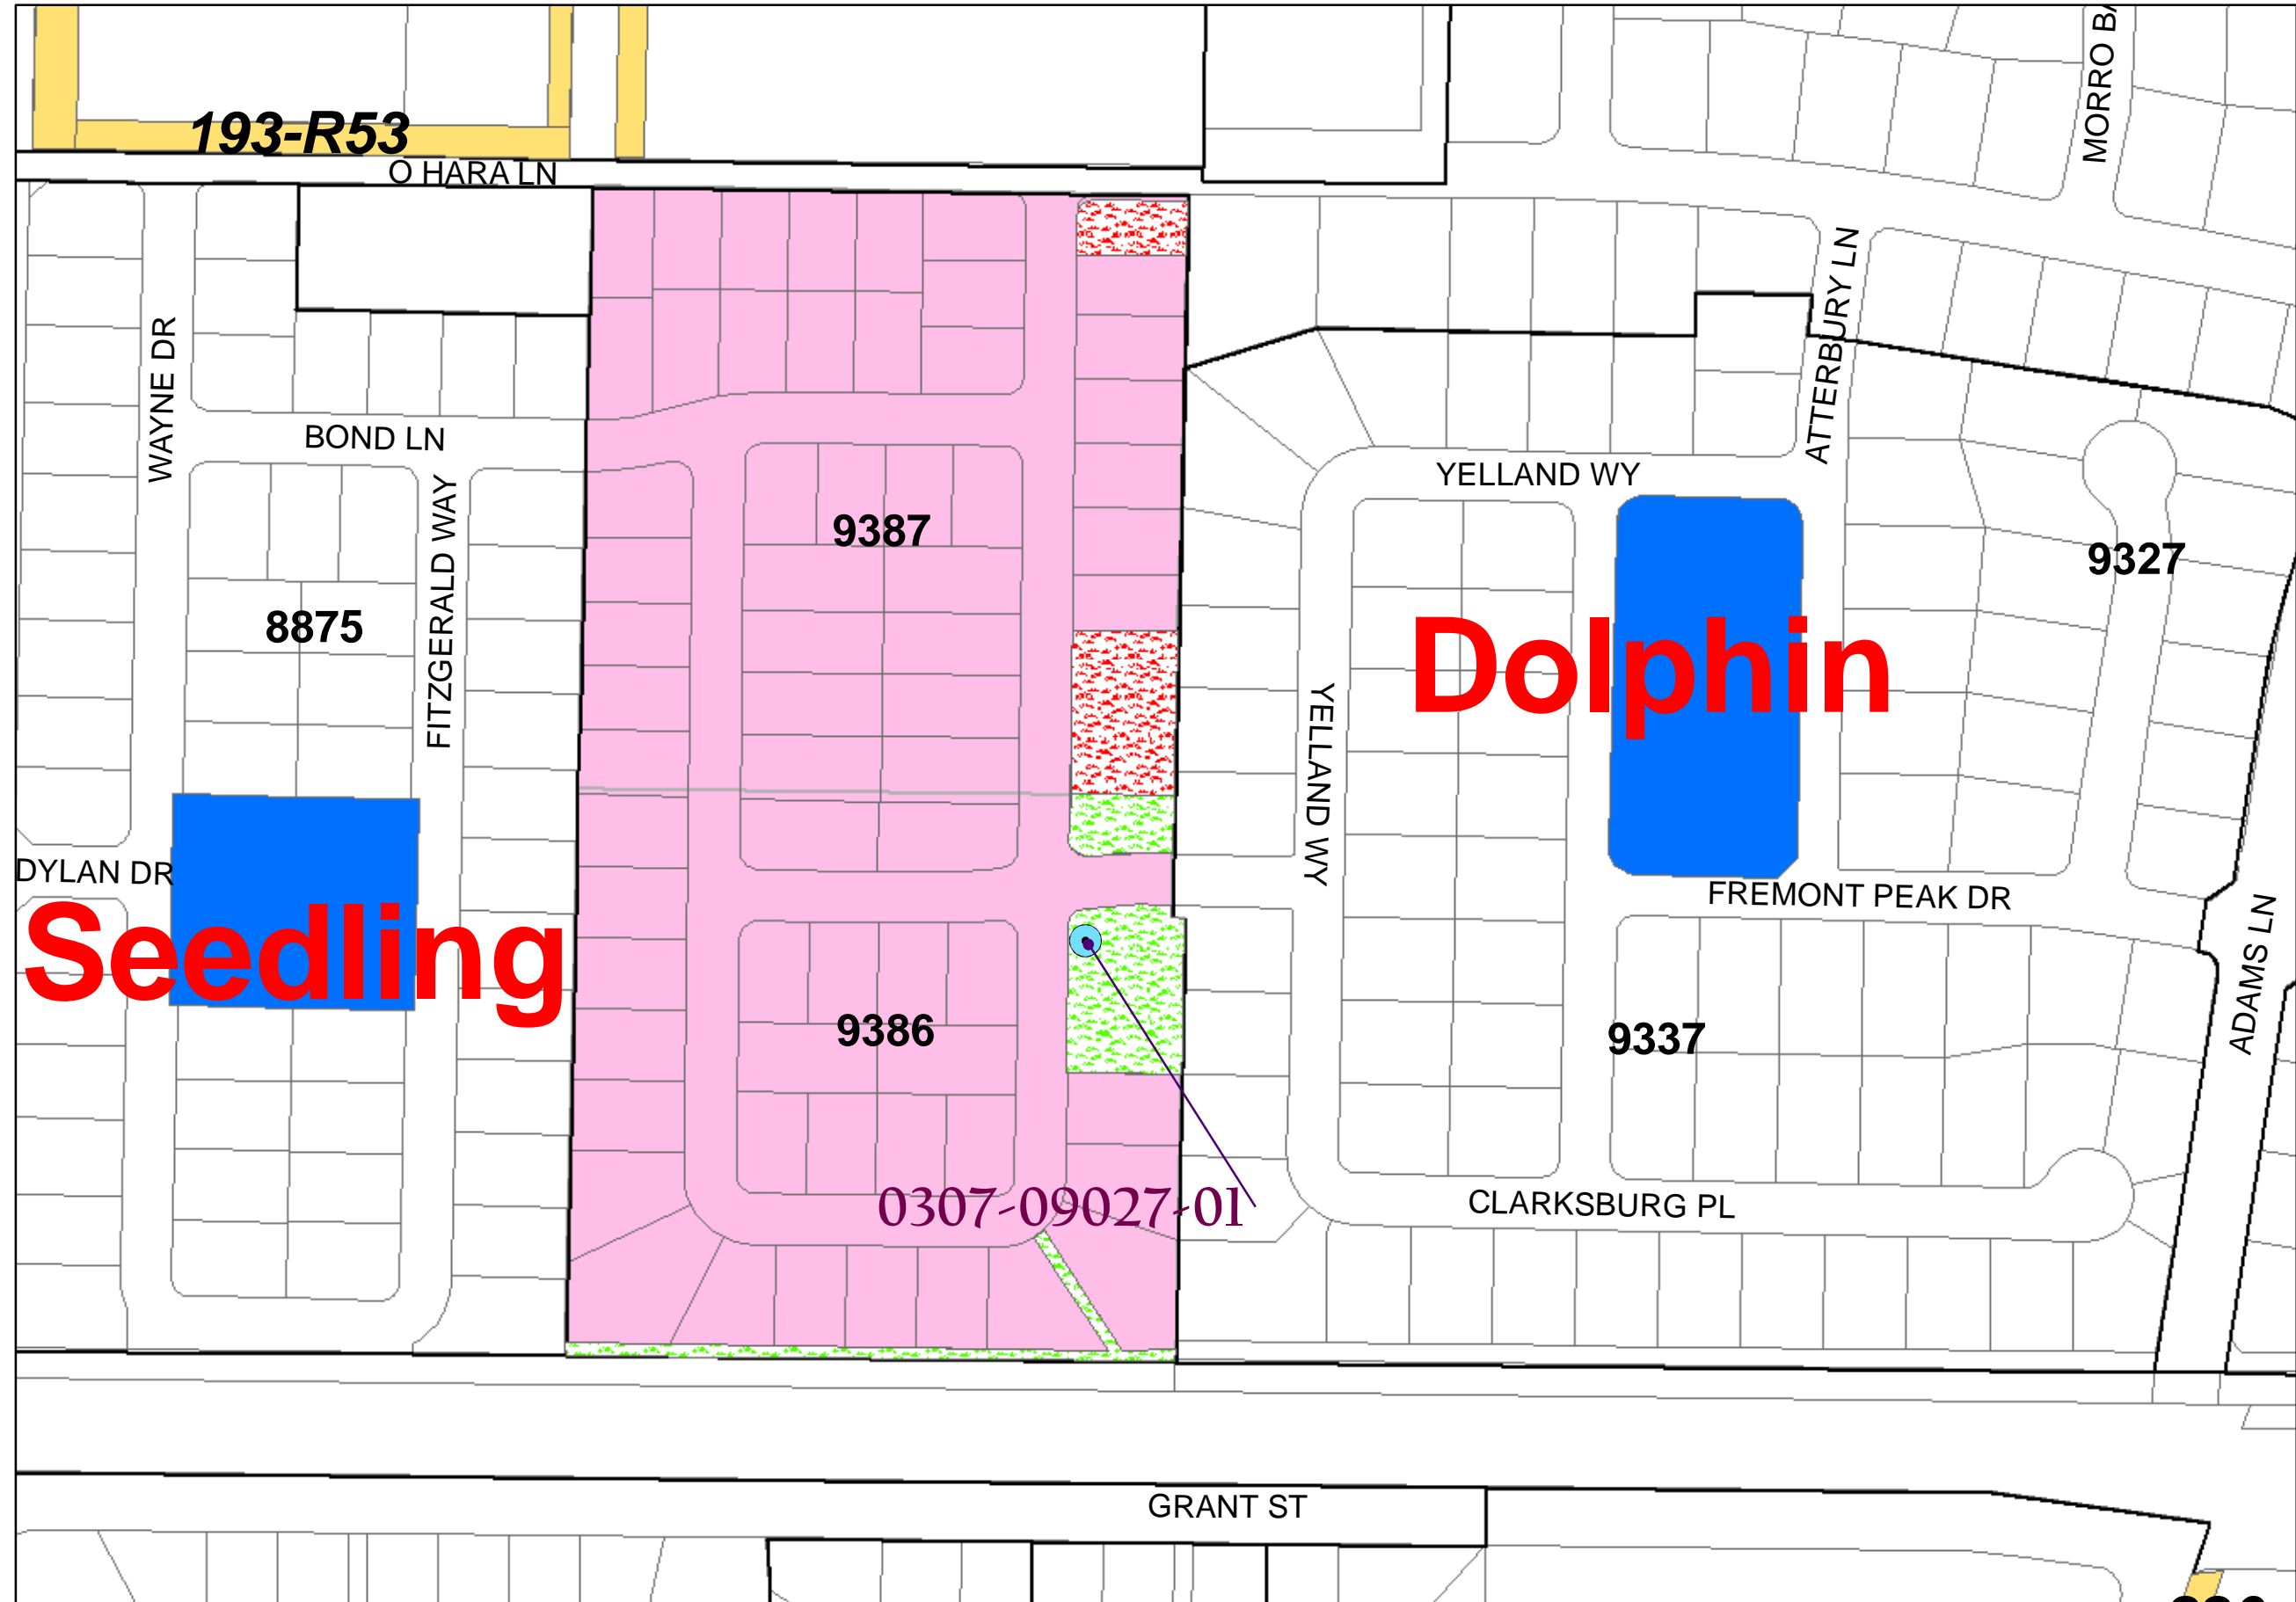 MORRO BA
193-R53
O HARA LN
ATTERBURY LN
WAYNE DR
BOND LN
YELLAND WY
FITZGERALD WAY
9387
9327
8875
Dolphin
YELLAND WY
DYLAN DR
FREMONT PEAK DR
Seedling
ADAMS LN
9386
9337
0307-09027-01
CLARKSBURG PL
GRANT ST